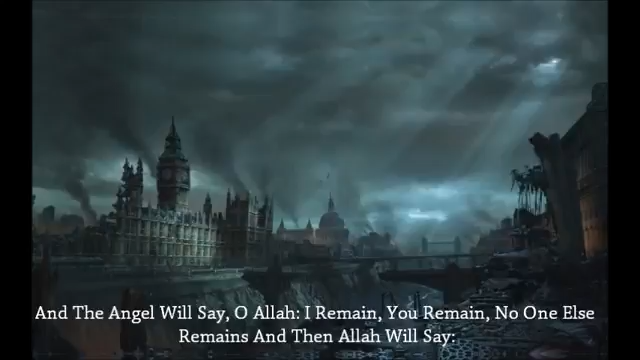 And The Angel Will Say, O Allah: I Remain, You Remain, No One Else
Remains And Then Allah Will Say: